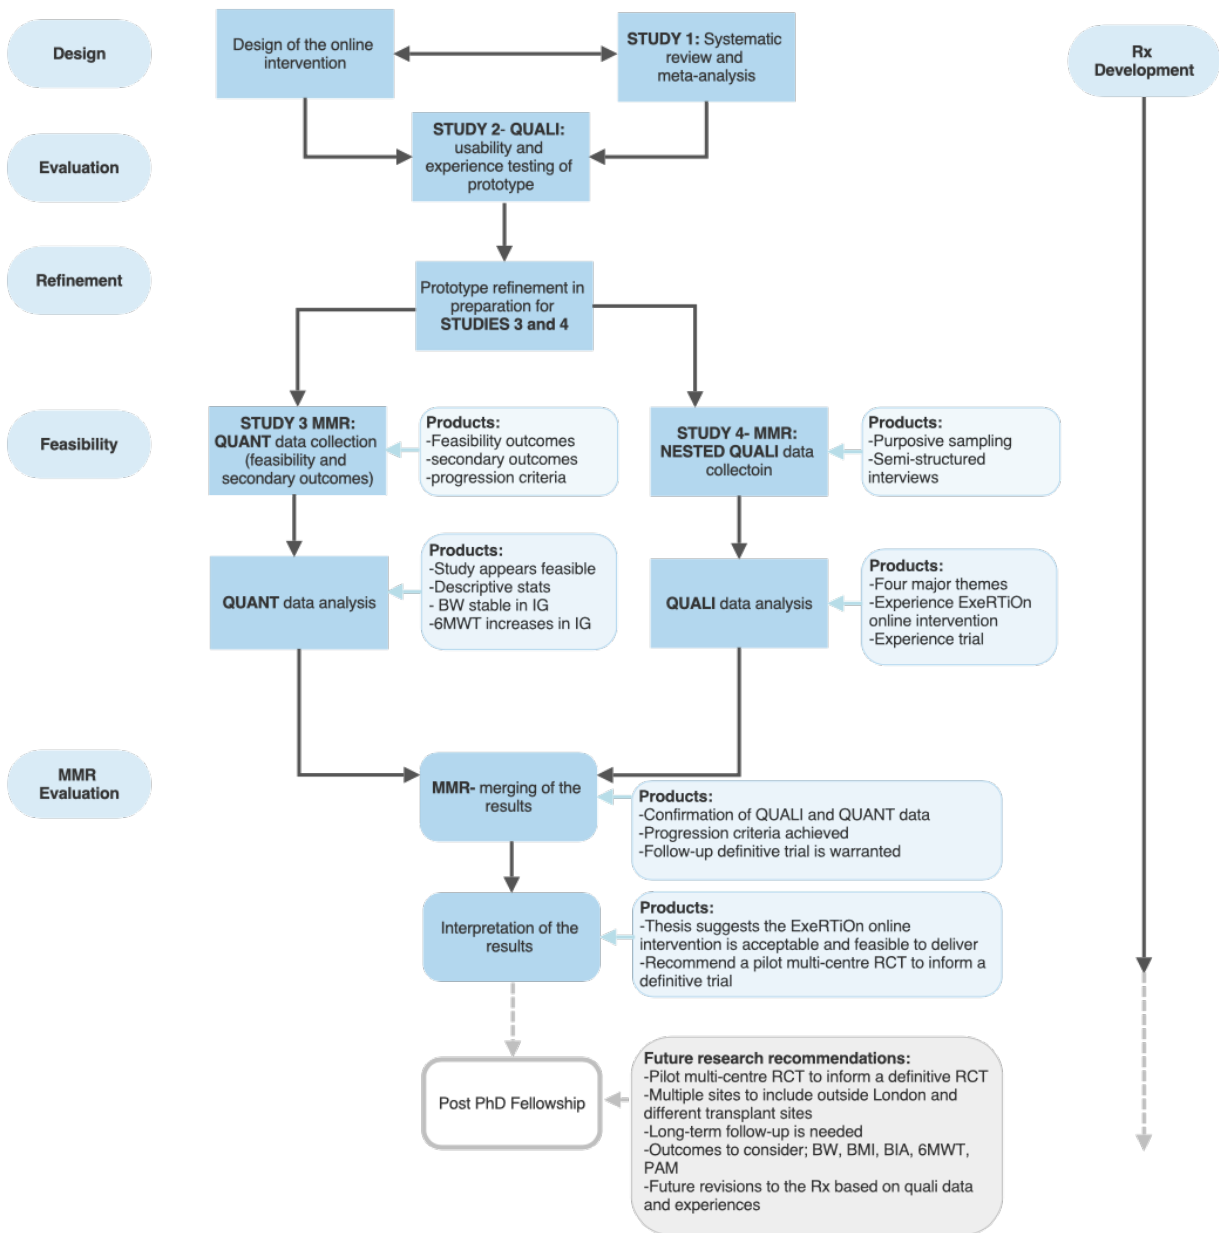 Design
Design of the online
intervention
STUDY 1: Systematic
review and
meta-analysis
Rx
Development
Evaluation
STUDY 2- QUALI:
usability and
experience testing of
prototype
Refinement
Prototype refinement in
preparation for
STUDIES 3 and 4
Feasibility
STUDY 3 MMR:
QUANT data collection
(feasibility and
secondary outcomes)
Products:
-Feasibility outcomes
-secondary outcomes
-progression criteria
STUDY 4- MMR:
NESTED QUALI data
collectoin
Products:
-Purposive sampling
-Semi-structured
interviews
QUANT data analysis
Products:
-Study appears feasible
-Descriptive stats
- BW stable in IG
-6MWT increases in IG
QUALI data analysis
Products:
-Four major themes
-Experience ExeRTiOn
online intervention
-Experience trial
MMR
Evaluation
MMR- merging of the
results
Products:
-Confirmation of QUALI and QUANT data
-Progression criteria achieved
-Follow-up definitive trial is warranted
Interpretation of the
results
Products:
-Thesis suggests the ExeRTiOn online
intervention is acceptable and feasible to deliver
-Recommend a pilot multi-centre RCT to inform a
definitive trial
Post PhD Fellowship
Future research recommendations:
-Pilot multi-centre RCT to inform a definitive RCT
-Multiple sites to include outside London and
different transplant sites
-Long-term follow-up is needed
-Outcomes to consider; BW, BMI, BIA, 6MWT,
PAM
-Future revisions to the Rx based on quali data
and experiences